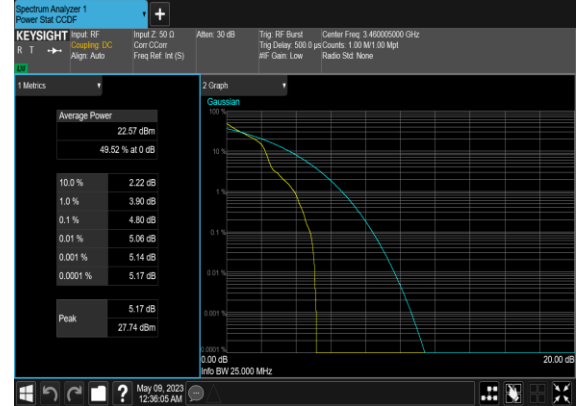 Spectrum Analyzer 1
Power Stat CCDF
KEYSIGHT
R T
LXI
Input: RF
Coupling: DC
Align: Auto
Input Z: 50 Ω
Corr CCorr
Freq Ref: Int (S)
Atten: 30 dB
Trig: RF Burst
Trig Delay: 500.0 µs
#IF Gain: Low
Center Freq: 3.460005000 GHz
Counts: 1.00 M/1.00 Mpt
Radio Std: None
1 Metrics
Average Power
22.57 dBm
49.52 % at 0 dB
10.0 % 2.22 dB
1.0 % 3.90 dB
0.1 % 4.80 dB
0.01 % 5.06 dB
0.001 % 5.14 dB
0.0001 % 5.17 dB
Peak
5.17 dB
27.74 dBm
2 Graph
Gaussian
100 %
10 %
1 %
0.1 %
0.01 %
0.001 %
0.0001 %
0.00 dB 20.00 dB
Info BW 25.000 MHz
May 09, 2023
12:36:05 AM